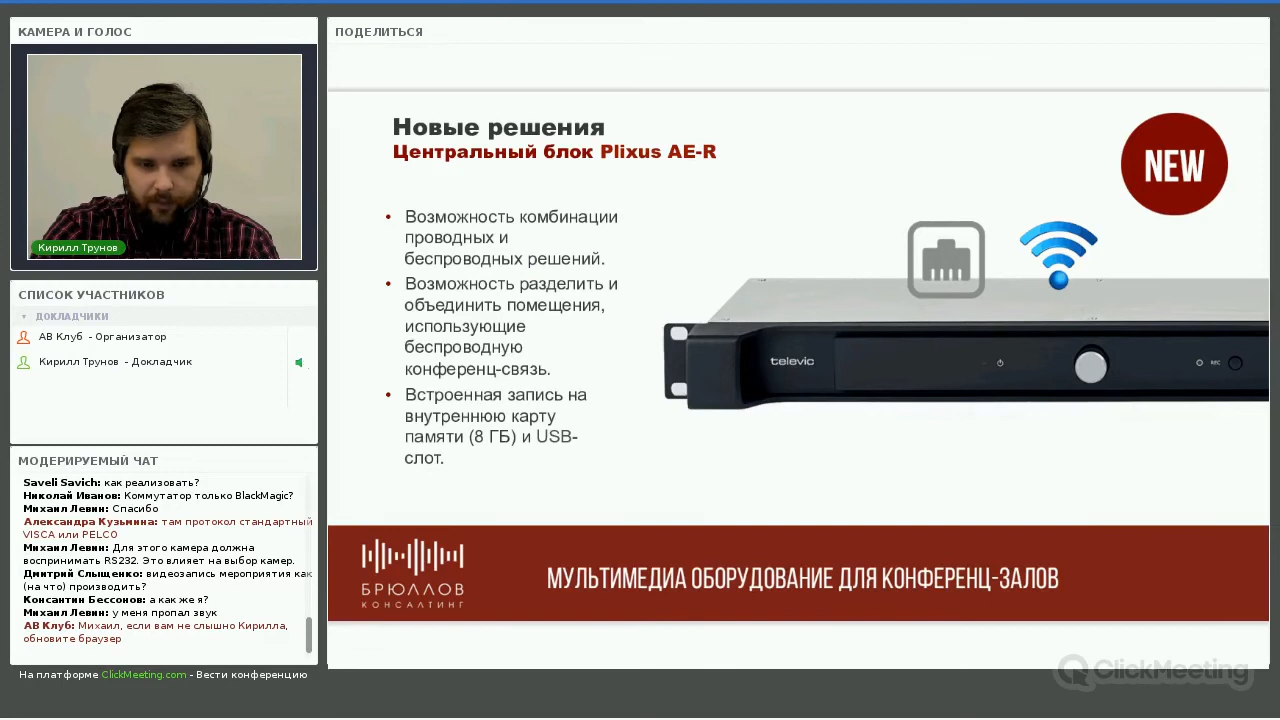 КАМЕРА И ГОЛОС
Кирилл Трунов
СПИСОК УЧАСТНИКОВ
ДОКЛАДЧИКИ
АВ Клуб - Организатор
Кирилл Трунов - Докладчик
МОДЕРИРУЕМЫЙ ЧАТ
Saveli Savich: как реализовать?
Николай Иванов: Коммутатор только BlackMagic?
Михаил Левин: Спасибо
Александра Кузьмина: там протокол стандартный
VISCA или PELCO
Михаил Левин: Для этого камера должна
воспринимать RS232. Это влияет на выбор камер.
Дмитрий Слыщенко: видеозапись мероприятия как
(на что) производить?
Консантин Бессонов: а как же я?
Михаил Левин: у меня пропал звук
АВ Клуб: Михаил, если вам не слышно Кирилла,
обновите браузер
На платформе ClickMeeting.com - Вести конференцию
ПОДЕЛИТЬСЯ
Новые решения
Центральный блок Plixus AE-R
NEW
• Возможность комбинации
проводных и
беспроводных решений.
• Возможность разделить и
объединить помещения,
использующие
беспроводную
конференц-связь.
• Встроенная запись на
внутреннюю карту
памяти (8 ГБ) и USB-
слот.
televic
REC
БРЮЛЛОВ
КОНСАЛТИНГ
МУЛЬТИМЕДИА ОБОРУДОВАНИЕ ДЛЯ КОНФЕРЕНЦ-ЗАЛОВ
ClickMeeting